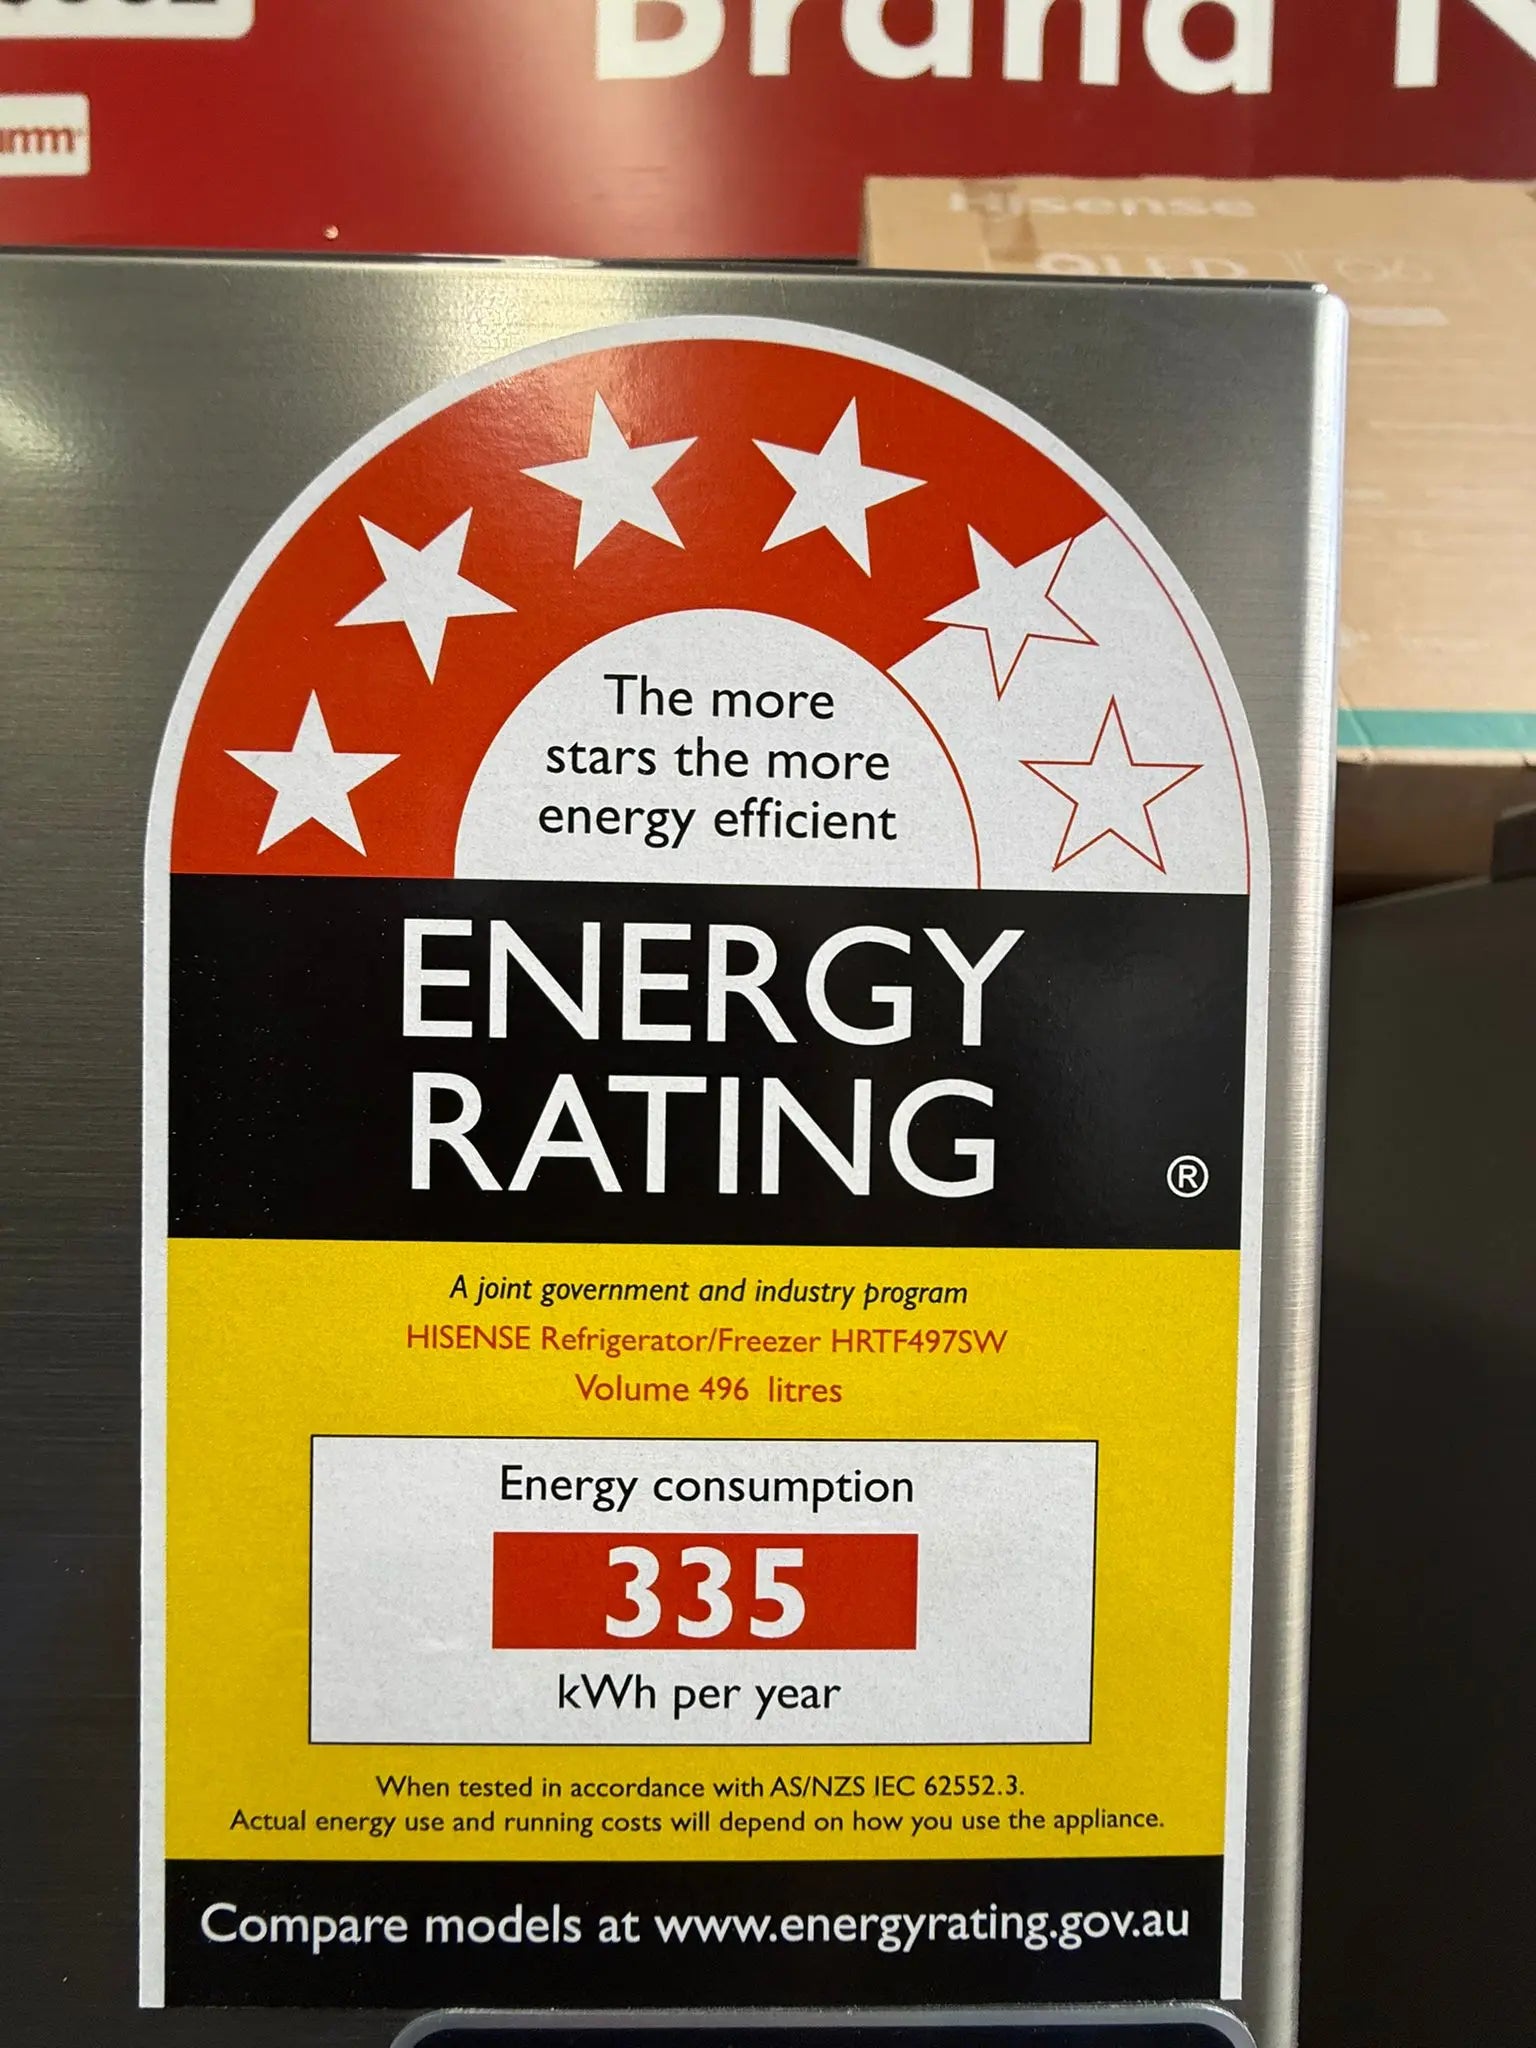 Brand
Hisense
The more
stars the more
energy efficient
ENERGY
RATING
®
A joint government and industry program
HISENSE Refrigerator/Freezer HRTF497SW
Volume 496 litres
Energy consumption
335
kWh per year
When tested in accordance with AS/NZS IEC 62552.3.
Actual energy use and running costs will depend on how you use the appliance.
Compare models at www.energyrating.gov.au